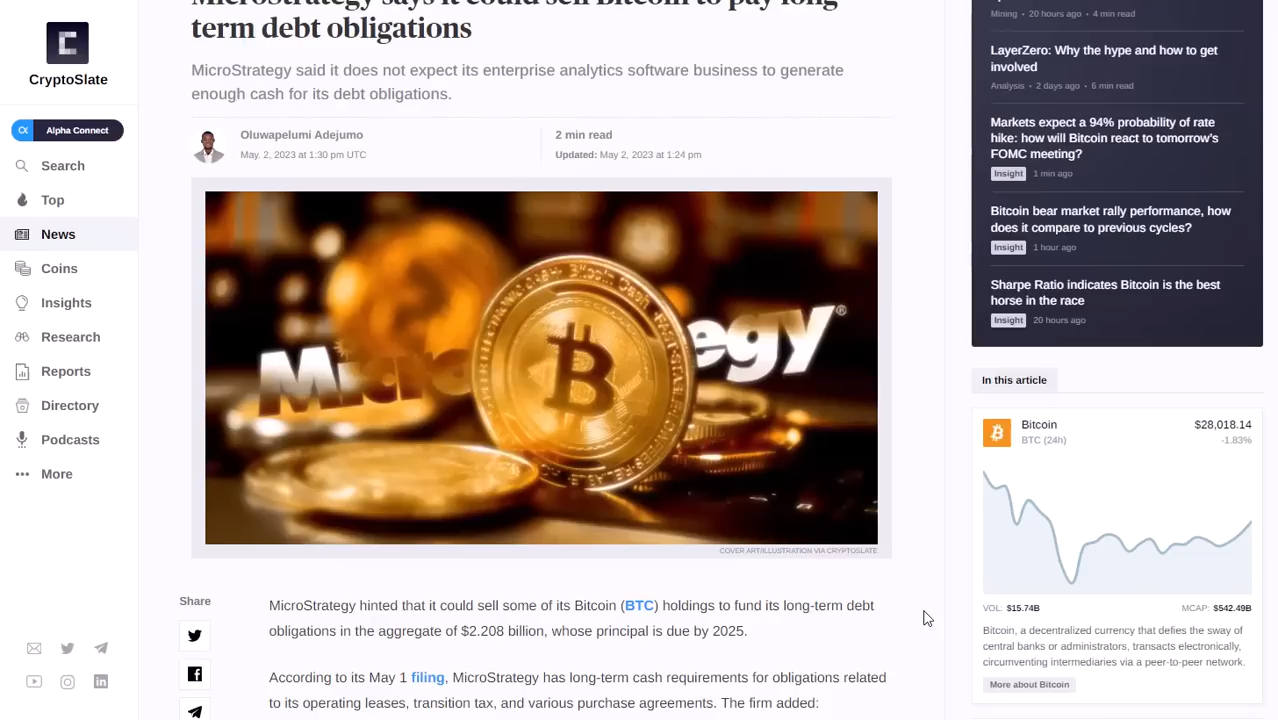 CryptoSlate
Alpha Connect
Search
Top
News
Coins
Insights
Research
Reports
Directory
Podcasts
More
MicroStrategy says it could sell Bitcoin to pay long
term debt obligations
MicroStrategy said it does not expect its enterprise analytics software business to generate
enough cash for its debt obligations.
Oluwapelumi Adejumo
May. 2, 2023 at 1:30 pm UTC
2 min read
Updated: May 2, 2023 at 1:24 pm
Micro egy®
Bitcoin Cash
COVER ART/ILLUSTRATION VIA CRYPTOSLATE
Share
MicroStrategy hinted that it could sell some of its Bitcoin (BTC) holdings to fund its long-term debt
obligations in the aggregate of $2.208 billion, whose principal is due by 2025.
According to its May 1 filing, MicroStrategy has long-term cash requirements for obligations related
to its operating leases, transition tax, and various purchase agreements. The firm added:
Mining • 20 hours ago • 4 min read
LayerZero: Why the hype and how to get
involved
Analysis • 2 days ago • 6 min read
Markets expect a 94% probability of rate
hike: how will Bitcoin react to tomorrow's
FOMC meeting?
Insight 1 min ago
Bitcoin bear market rally performance, how
does it compare to previous cycles?
Insight 1 hour ago
Sharpe Ratio indicates Bitcoin is the best
horse in the race
Insight 20 hours ago
In this article
Bitcoin $28,018.14
BTC (24h) -1.83%
VOL: $15.74B MCAP: $542.49B
Bitcoin, a decentralized currency that defies the sway of
central banks or administrators, transacts electronically,
circumventing intermediaries via a peer-to-peer network.
More about Bitcoin